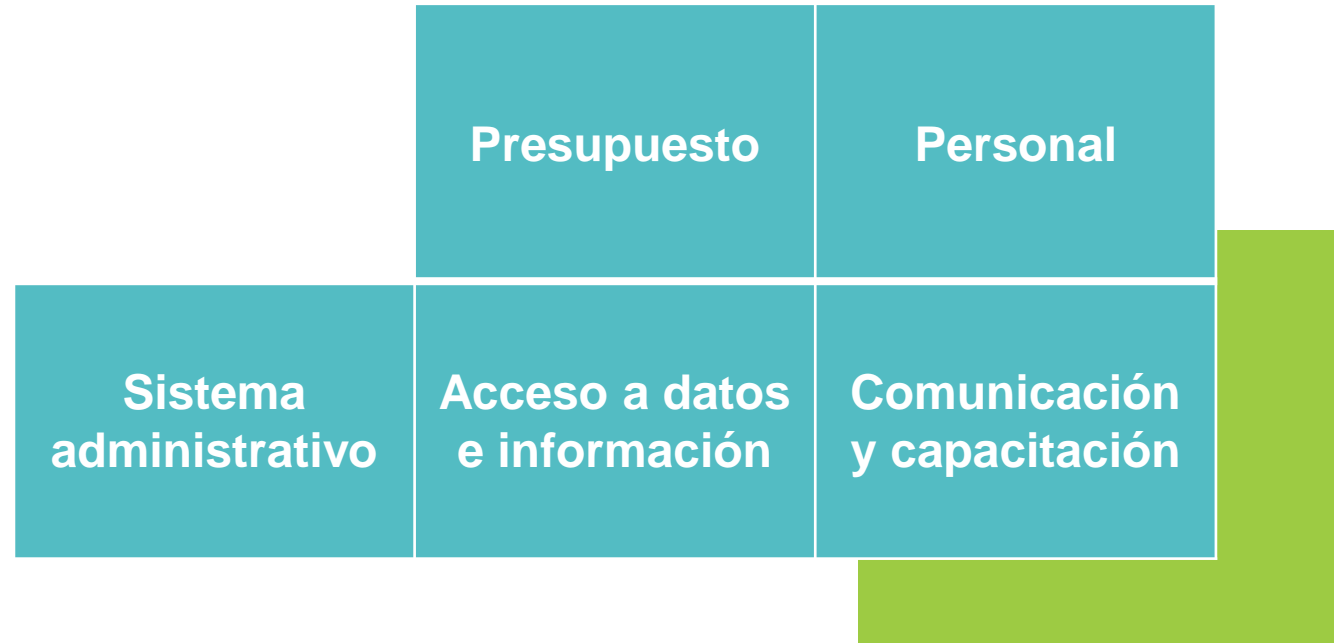 Presupuesto
Personal
Sistema
administrativo
Acceso a datos
e información
Comunicación
y capacitación